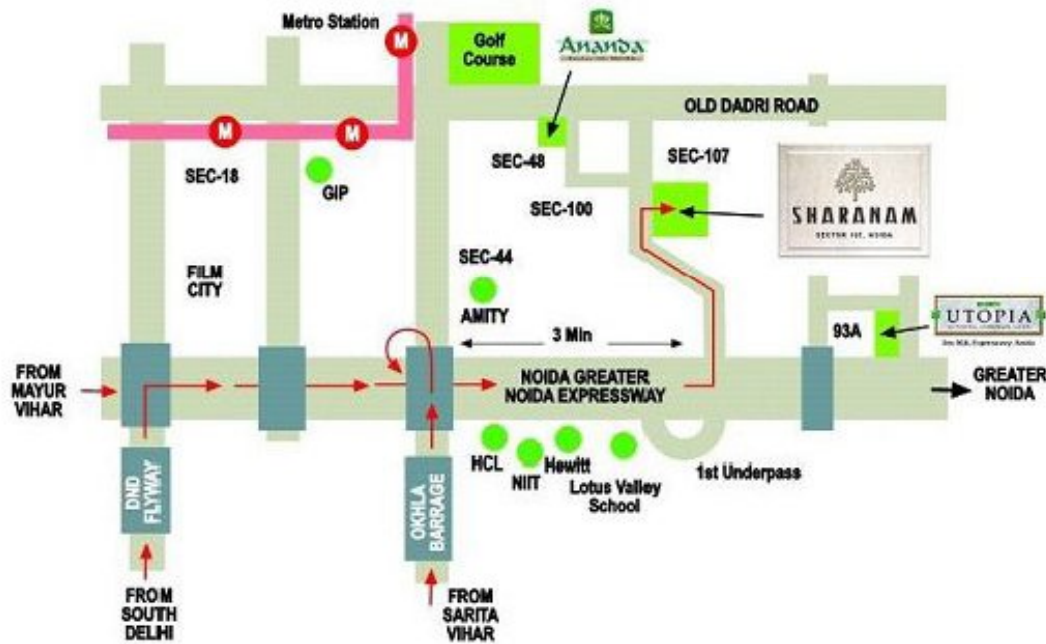 Metro Station
M
Golf
Course
Ananda
OLD DADRI ROAD
M
M
SEC-18
GIP
SEC-48
SEC-107
SEC-100
SHARANAM
SECTOR 107, NOIDA
SEC-44
AMITY
FILM
CITY
3 Min
93A
UTOPIA
FROM
MAYUR
VIHAR
NOIDA GREATER
NOIDA EXPRESSWAY
GREATER
NOIDA
HCL
NIIT
Hewitt
Lotus Valley
School
1st Underpass
DND
FLYWAY
OKHLA
BARRAGE
FROM
SOUTH
DELHI
FROM
SARITA
VIHAR